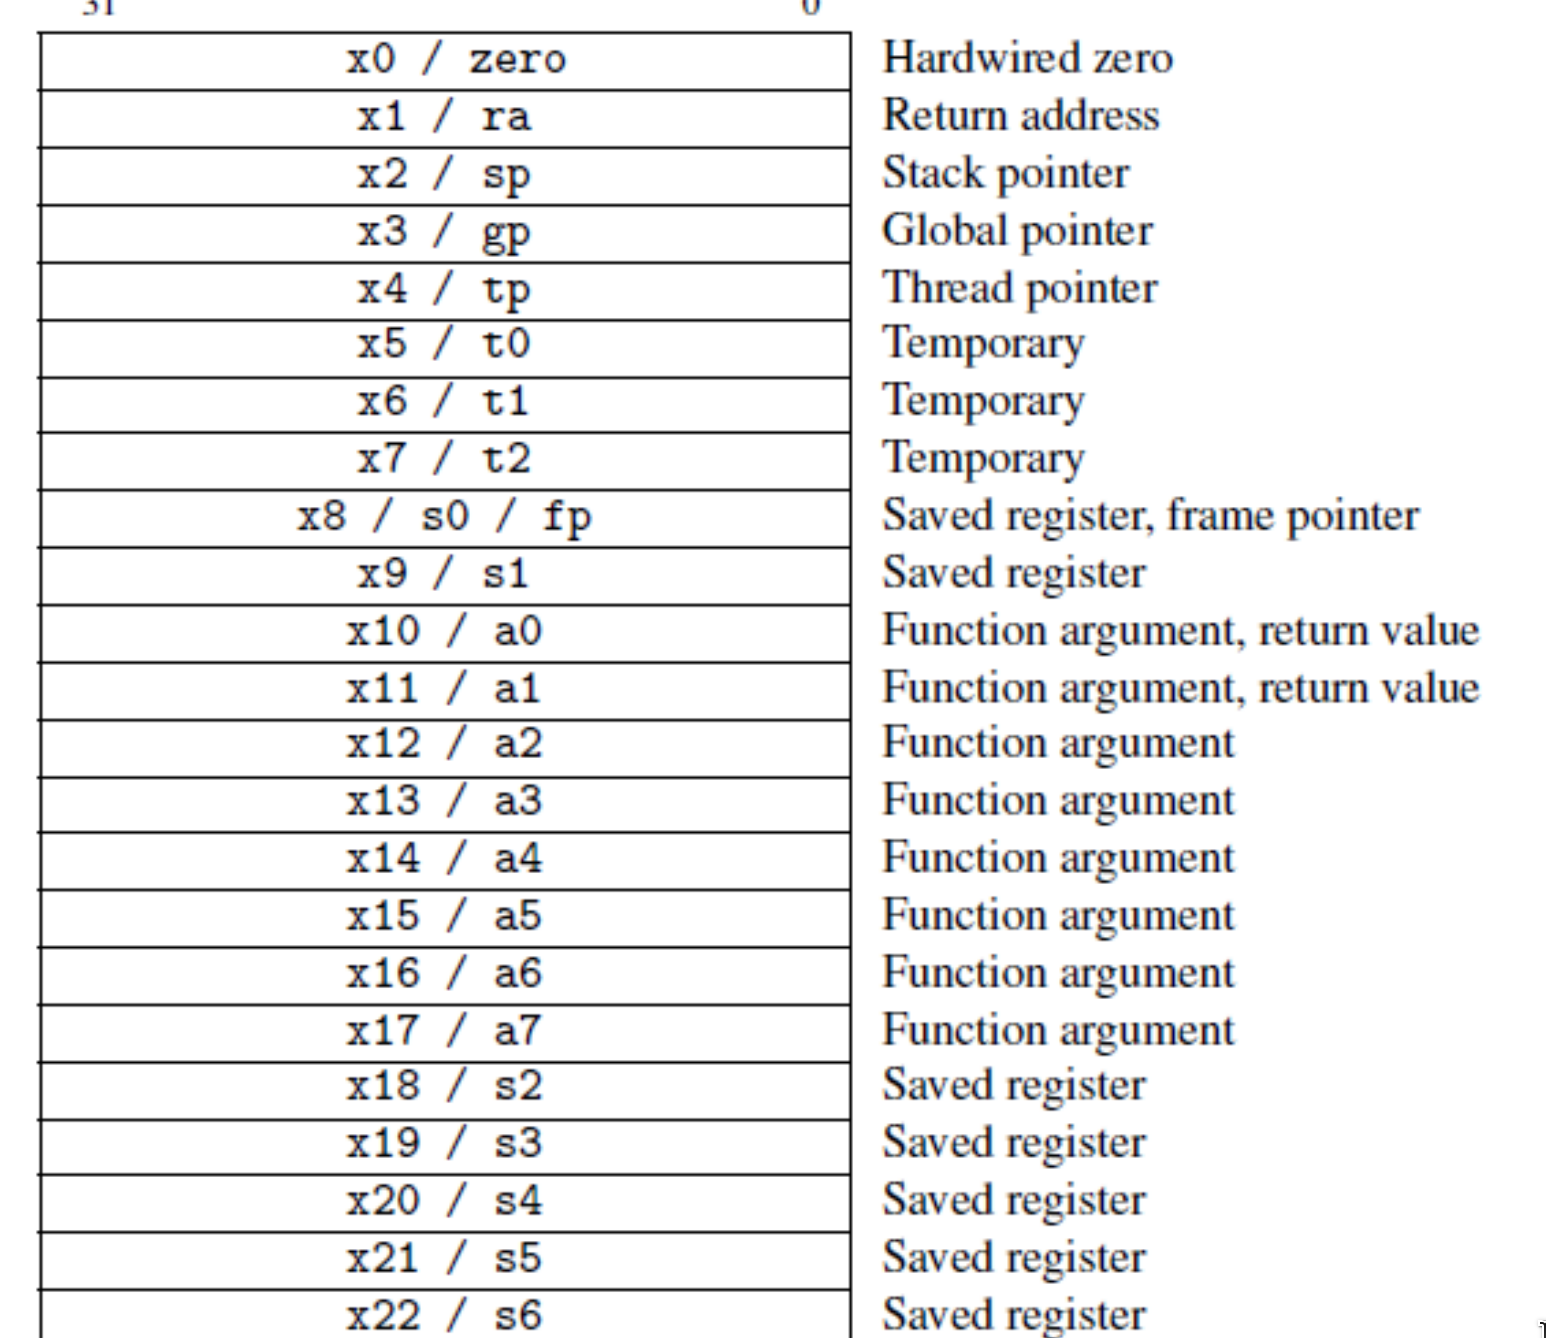 31 0
x0 / zero Hardwired zero
x1 / ra Return address
x2 / sp Stack pointer
x3 / gp Global pointer
x4 / tp Thread pointer
x5 / t0 Temporary
x6 / t1 Temporary
x7 / t2 Temporary
x8 / s0 / fp Saved register, frame pointer
x9 / s1 Saved register
x10 / a0 Function argument, return value
x11 / a1 Function argument, return value
x12 / a2 Function argument
x13 / a3 Function argument
x14 / a4 Function argument
x15 / a5 Function argument
x16 / a6 Function argument
x17 / a7 Function argument
x18 / s2 Saved register
x19 / s3 Saved register
x20 / s4 Saved register
x21 / s5 Saved register
x22 / s6 Saved register